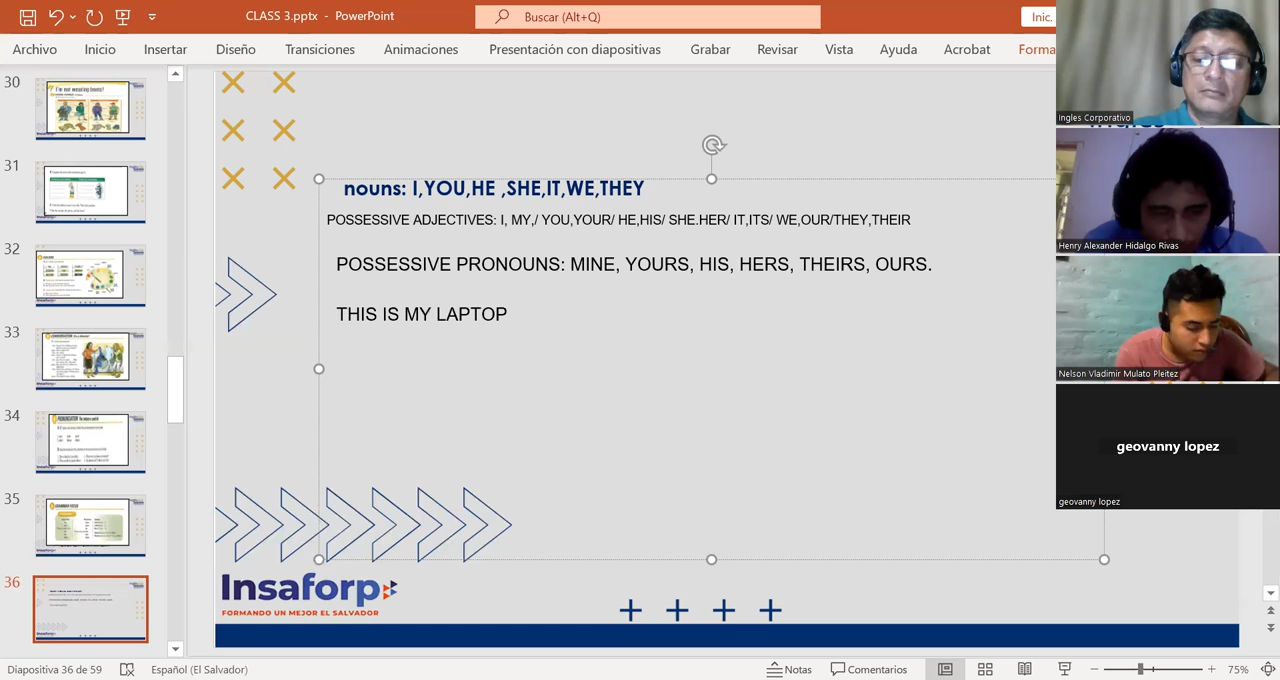 CLASS 3.pptx - PowerPoint
Buscar (Alt+Q)
Inic.
Archivo Inicio Insertar Diseño Transiciones Animaciones Presentación con diapositivas Grabar Revisar Vista Ayuda Acrobat Forma
30
31
32
33
34
35
36
nouns: I,YOU,HE ,SHE,IT,WE,THEY
POSSESSIVE ADJECTIVES: I, MY,/ YOU,YOUR/ HE,HIS/ SHE.HER/ IT,ITS/ WE,OUR/THEY,THEIR
POSSESSIVE PRONOUNS: MINE, YOURS, HIS, HERS, THEIRS, OURS.
THIS IS MY LAPTOP
Insaforp
FORMANDO UN MEJOR EL SALVADOR
Ingles Corporativo
Henry Alexander Hidalgo Rivas
Nelson Vladimir Mulato Pleitez
geovanny lopez
geovanny lopez
Diapositiva 36 de 59 Español (El Salvador) Notas Comentarios 75%